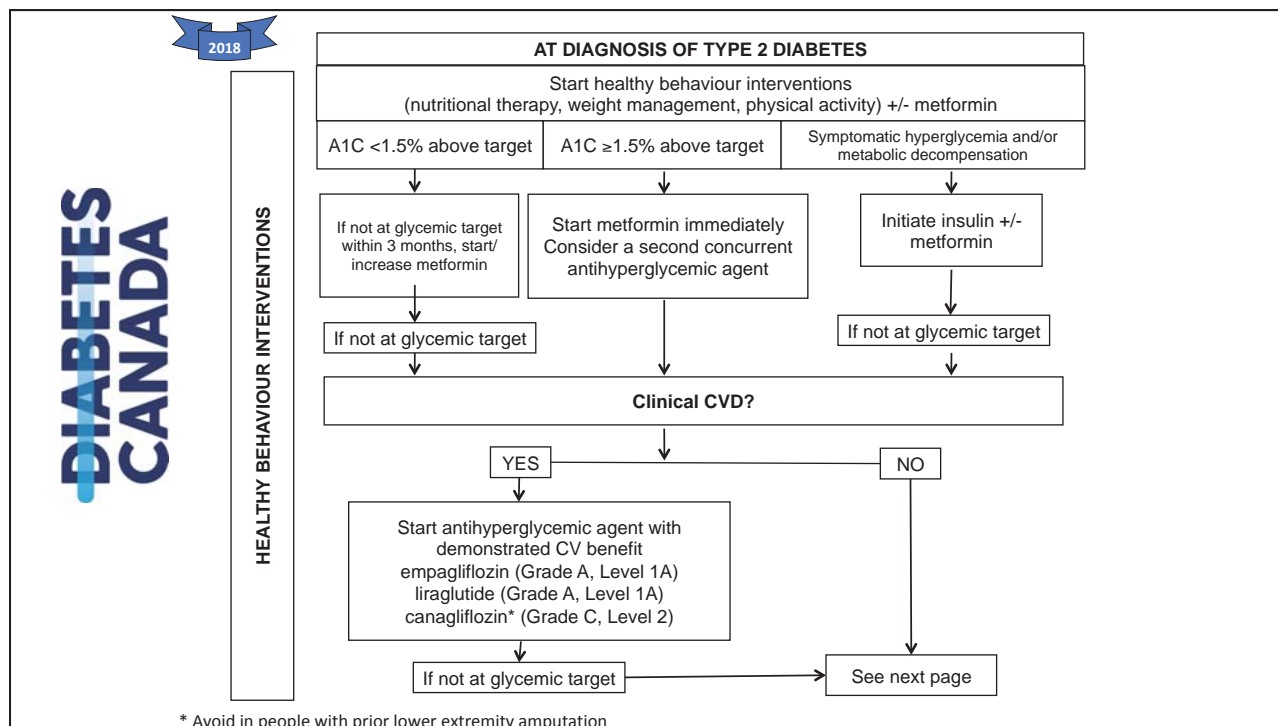 2018
DIABETES
CANADA
HEALTHY BEHAVIOUR INTERVENTIONS
AT DIAGNOSIS OF TYPE 2 DIABETES
Start healthy behaviour interventions
(nutritional therapy, weight management, physical activity) +/- metformin
A1C <1.5% above target
A1C ≥1.5% above target
Symptomatic hyperglycemia and/or
metabolic decompensation
If not at glycemic target
within 3 months, start/
increase metformin
Start metformin immediately
Consider a second concurrent
antihyperglycemic agent
Initiate insulin +/-
metformin
If not at glycemic target
If not at glycemic target
Clinical CVD?
YES
NO
Start antihyperglycemic agent with
demonstrated CV benefit
empagliflozin (Grade A, Level 1A)
liraglutide (Grade A, Level 1A)
canagliflozin* (Grade C, Level 2)
If not at glycemic target
See next page
* Avoid in people with prior lower extremity amputation